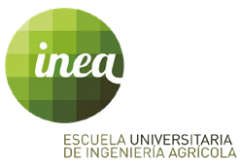 inea
ESCUELA UNIVERSITARIA
DE INGENIERÍA AGRÍCOLA